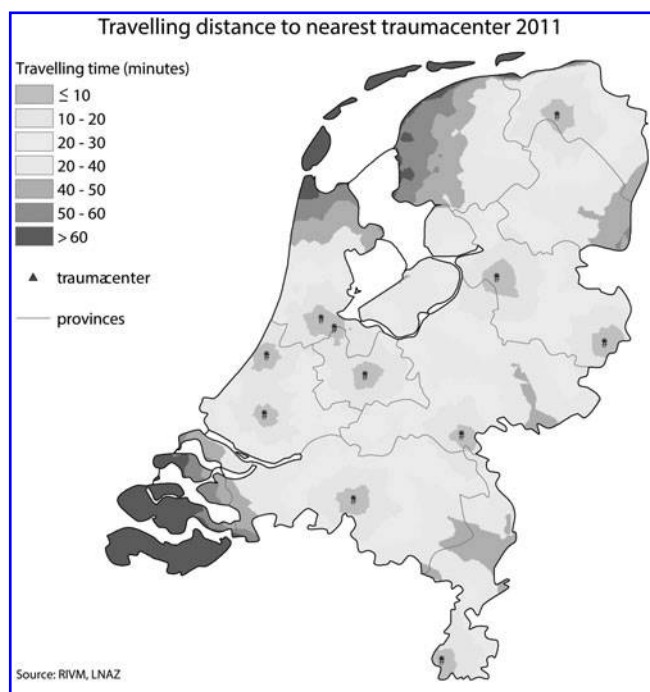 Travelling distance to nearest traumacenter 2011
Travelling time (minutes)
≤ 10
10 - 20
20 - 30
20 - 40
40 - 50
50 - 60
> 60
traumacenter
provinces
Source: RIVM, LNAZ